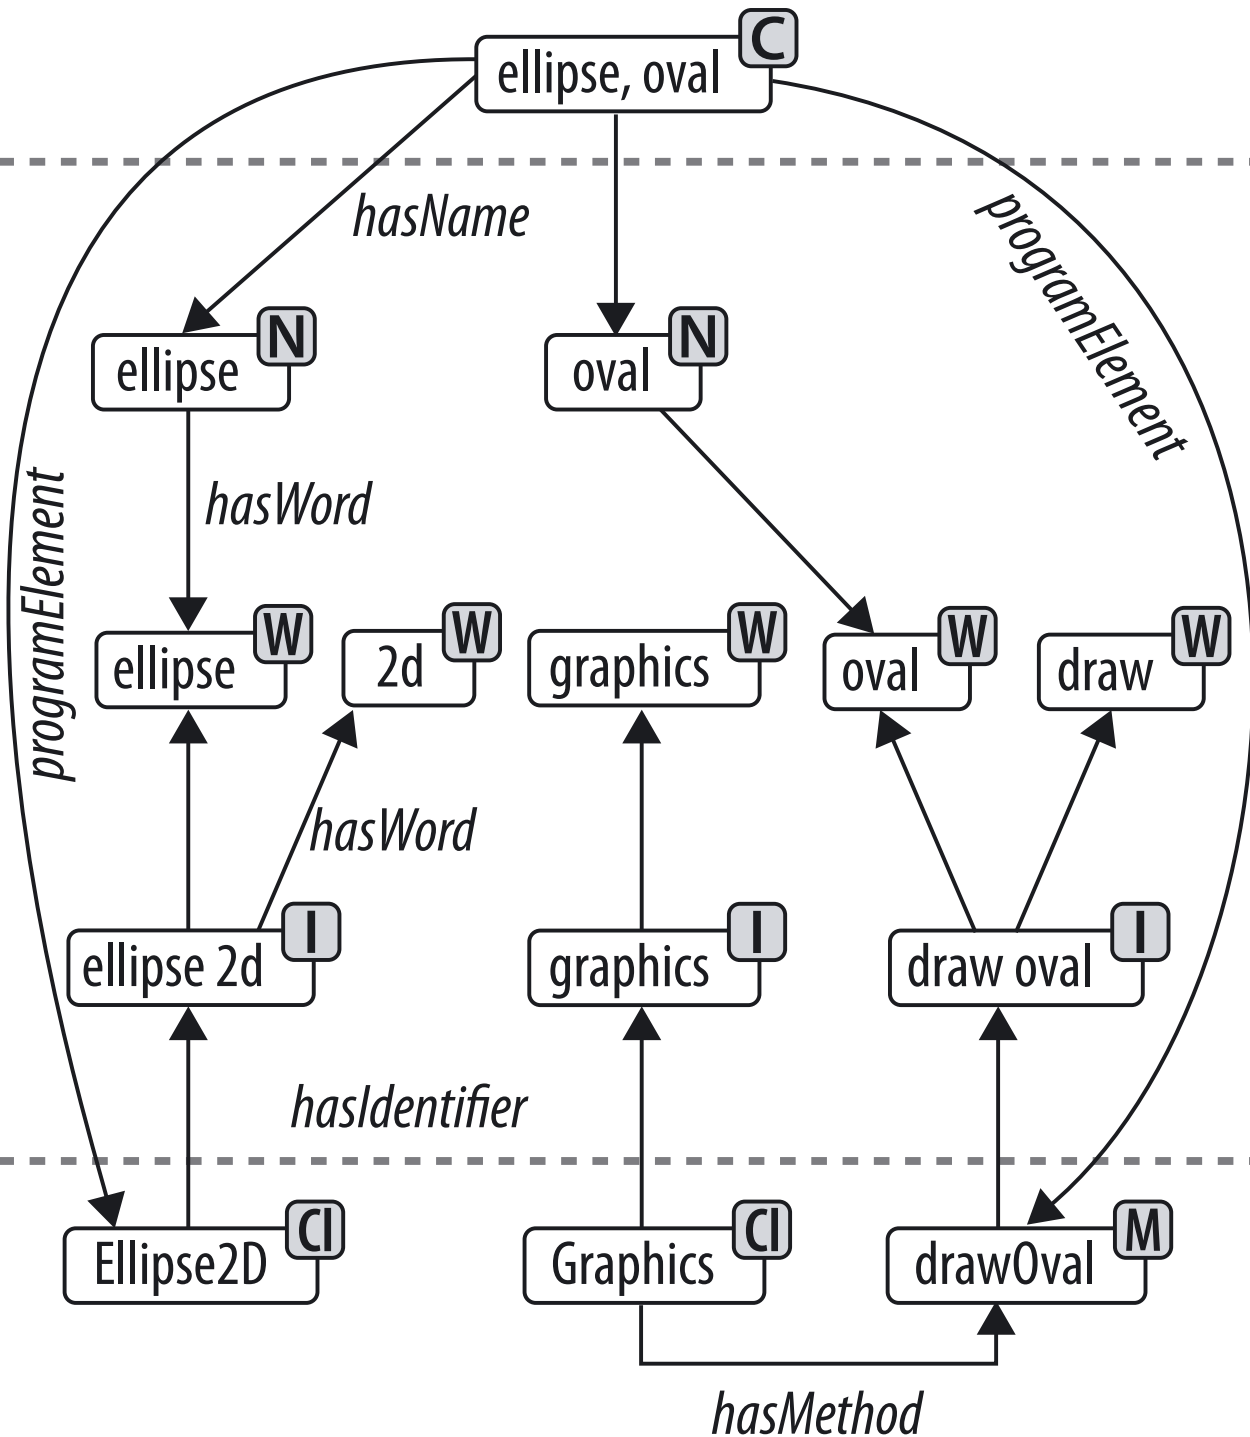 C
ellipse, oval
hasName
programElement
N
ellipse
N
oval
programElement
hasWord
W
ellipse
W
2d
W
graphics
W
oval
W
draw
hasWord
I
ellipse 2d
I
graphics
I
draw oval
hasIdentifier
Cl
Ellipse2D
Cl
Graphics
M
drawOval
hasMethod